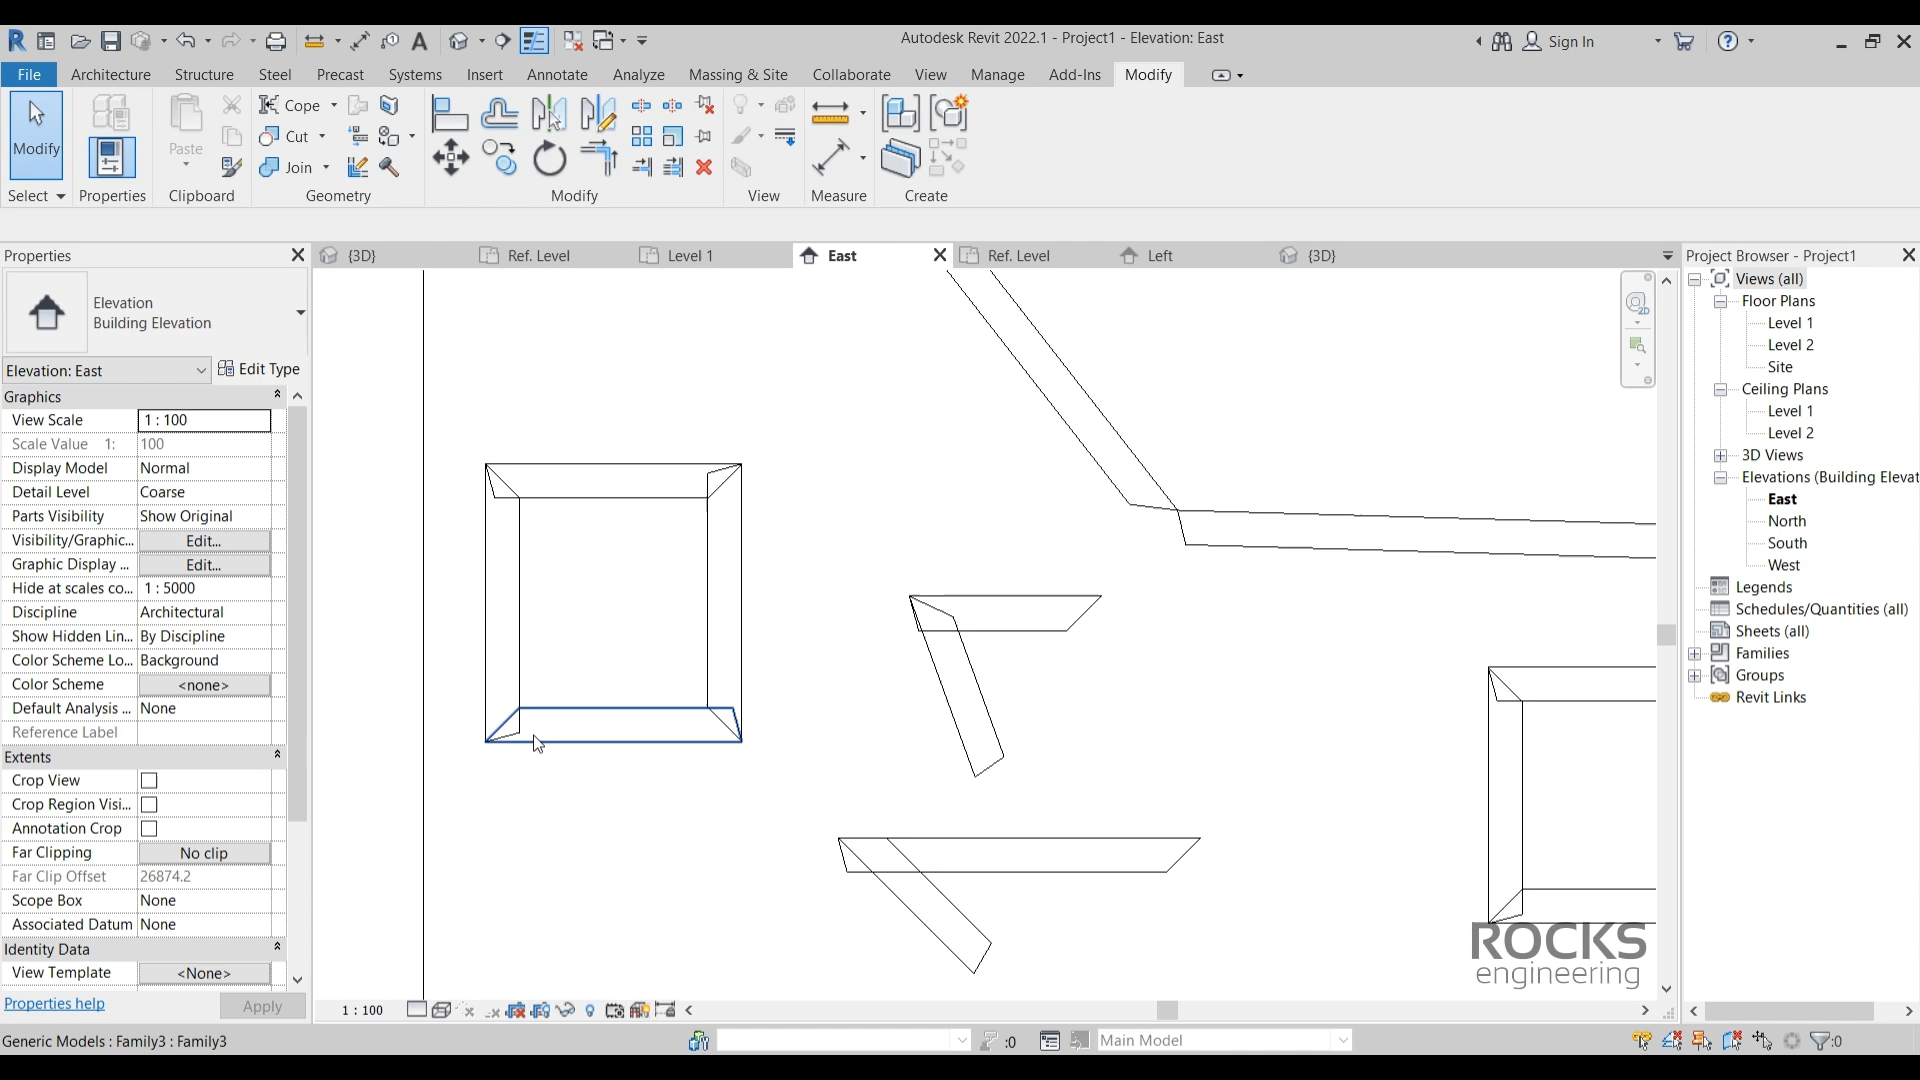 Autodesk Revit 2022.1 - Project1 - Elevation: East
Sign In
File Architecture Structure Steel Precast Systems Insert Annotate Analyze Massing & Site Collaborate View Manage Add-Ins Modify
Modify
Paste
Cope
Cut
Join
Select Properties Clipboard Geometry Modify View Measure Create
Properties
{3D} Ref. Level Level 1 East Ref. Level Left {3D}
Project Browser - Project1
Elevation
Building Elevation
Elevation: East
Edit Type
Graphics
View Scale 1 : 100
Scale Value 1: 100
Display Model Normal
Detail Level Coarse
Parts Visibility Show Original
Visibility/Graphic... Edit...
Graphic Display ... Edit...
Hide at scales co... 1 : 5000
Discipline Architectural
Show Hidden Lin... By Discipline
Color Scheme Lo... Background
Color Scheme <none>
Default Analysis ... None
Reference Label
Extents
Crop View
Crop Region Visi...
Annotation Crop
Far Clipping No clip
Far Clip Offset 26874.2
Scope Box None
Associated Datum None
Identity Data
View Template <None>
Properties help
Apply
2D
Views (all)
Floor Plans
Level 1
Level 2
Site
Ceiling Plans
Level 1
Level 2
3D Views
Elevations (Building Elevat
East
North
South
West
Legends
Schedules/Quantities (all)
Sheets (all)
Families
Groups
Revit Links
ROCKS
engineering
1 : 100
Generic Models : Family3 : Family3
:0
Main Model
:0